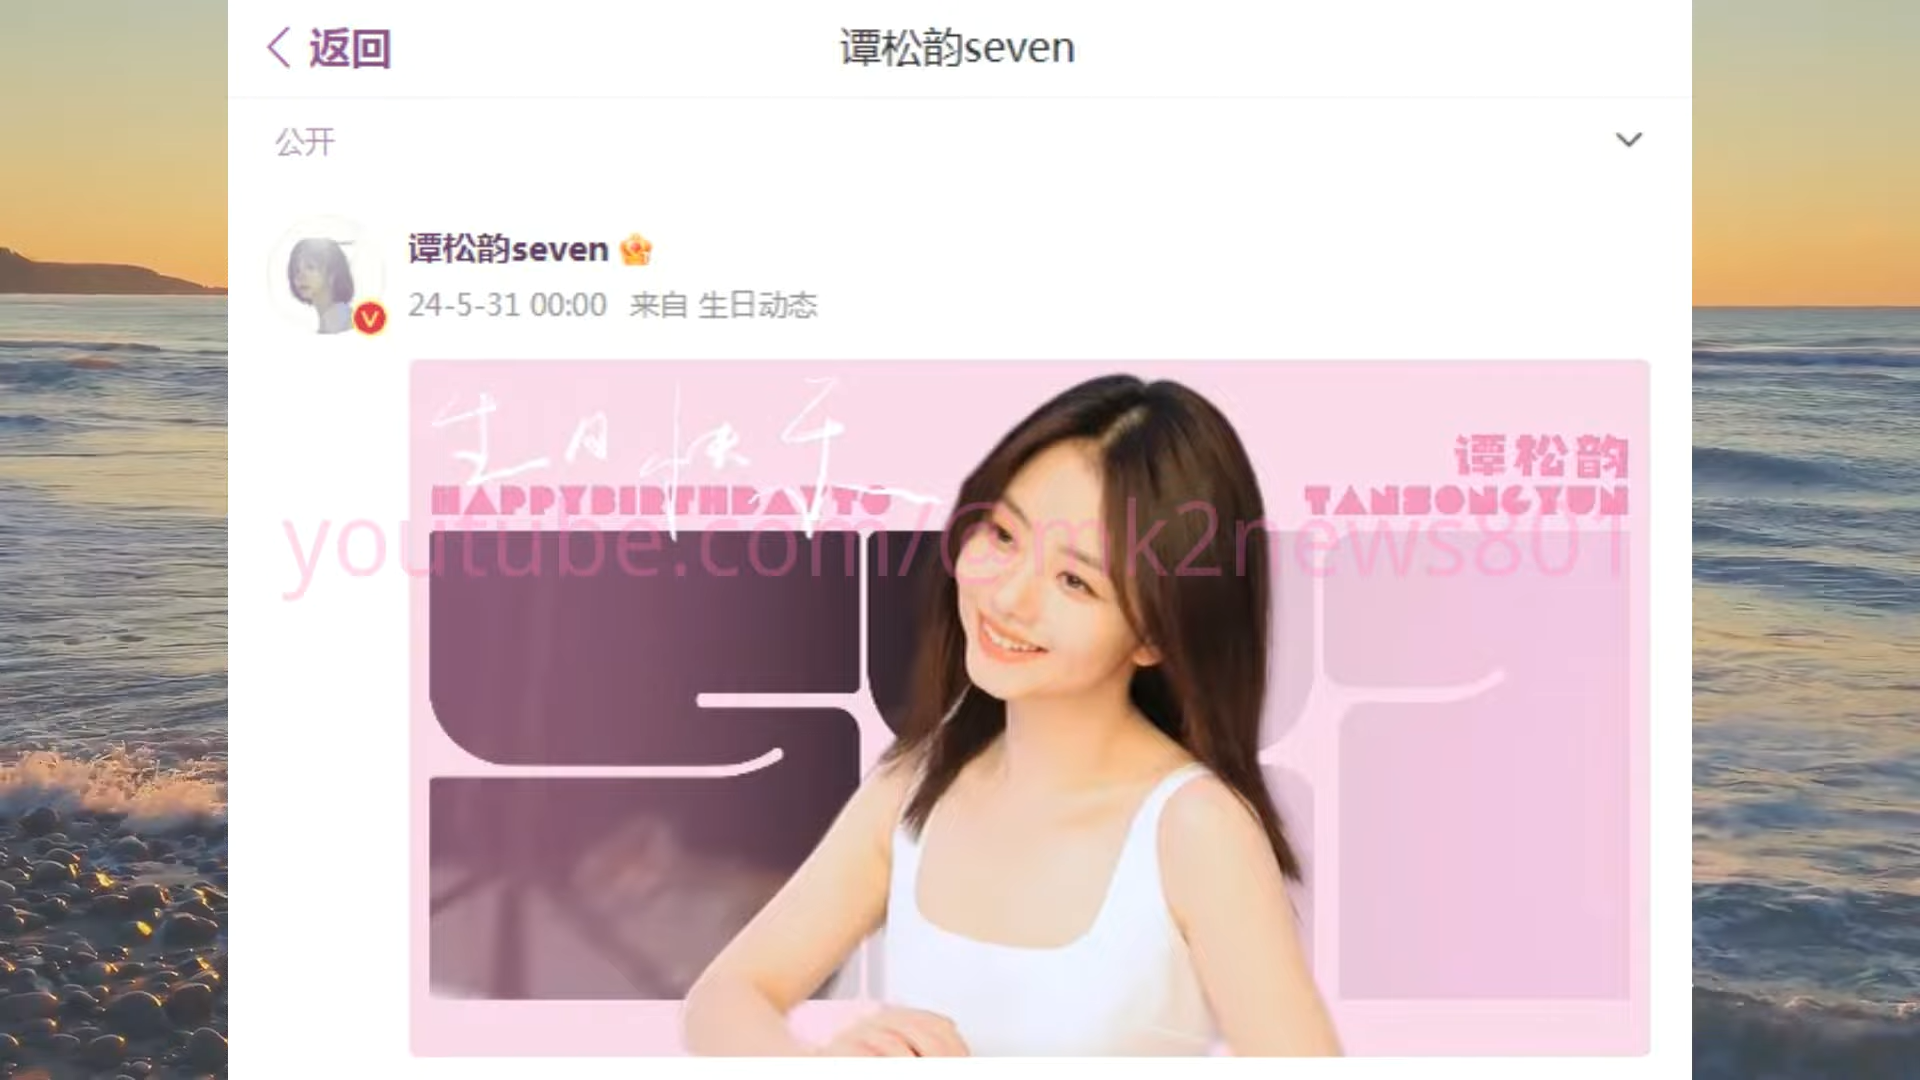 返回
谭松韵seven
公开
谭松韵seven
24-5-31 00:00 来自 生日动态
生日快乐
HAPPYBIRTHDAYTO
谭松韵
TANSONGYUN
youtube.com/@mk2news801